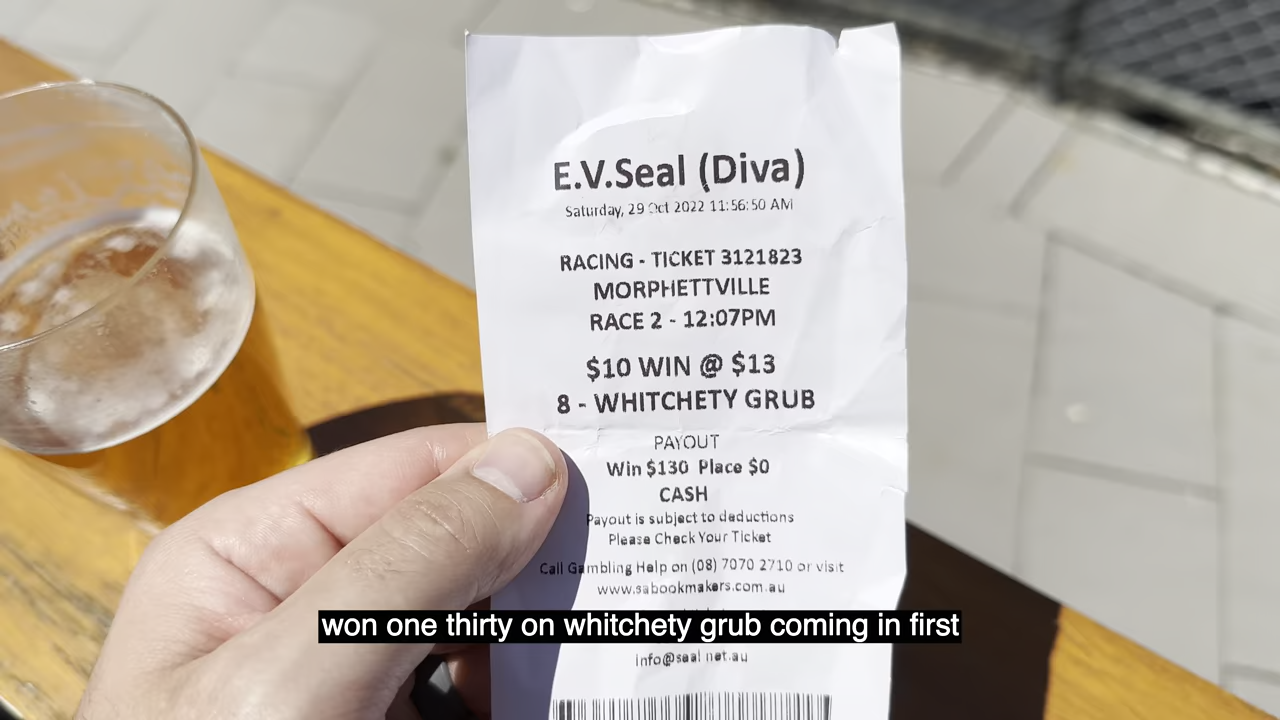 E.V.Seal (Diva)
Saturday, 29 Oct 2022 11:56:50 AM
RACING - TICKET 3121823
MORPHETTVILLE
RACE 2 - 12:07PM
$10 WIN @ $13
8 - WHITCHETY GRUB
PAYOUT
Win $130 Place $0
CASH
Payout is subject to deductions
Please Check Your Ticket
Call Gambling Help on (08) 7070 2710 or visit
www.sabookmakers.com.au
won one thirty on whitchety grub coming in first
info@seal.net.au